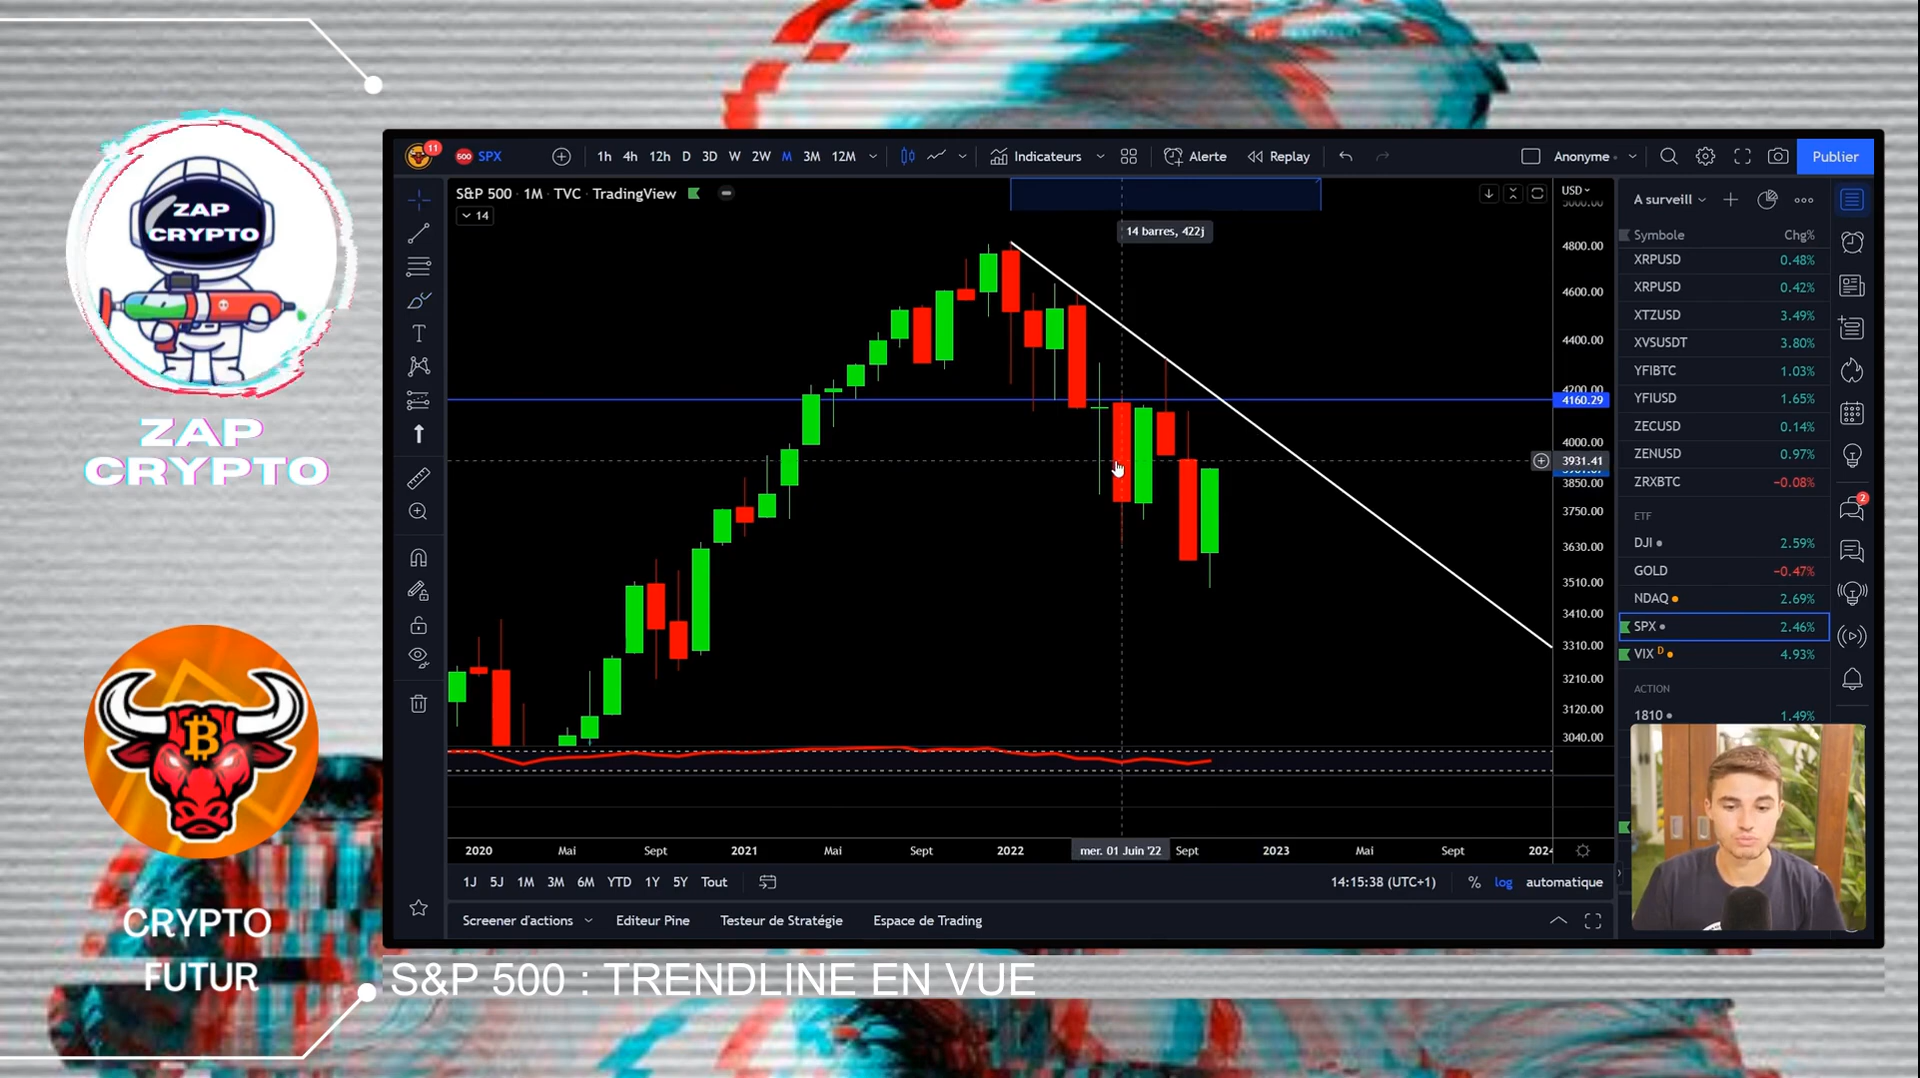 ZAP
CRYPTO
ZAP
CRYPTO
CRYPTO
FUTUR
11
500 SPX
1h 4h 12h D 3D W 2W M 3M 12M
Indicateurs
Alerte
Replay
Anonyme
Publier
S&P 500 · 1M · TVC · TradingView
14
14 barres, 422j
USD
5000.00
4800.00
4600.00
4400.00
4200.00
4160.29
4000.00
3931.41
3850.00
3750.00
3630.00
3510.00
3410.00
3310.00
3210.00
3120.00
3040.00
2020 Mai Sept 2021 Mai Sept 2022 mer. 01 Juin '22 Sept 2023 Mai Sept 2024
1J 5J 1M 3M 6M YTD 1Y 5Y Tout
14:15:38 (UTC+1) % log automatique
Screener d'actions Editeur Pine Testeur de Stratégie Espace de Trading
A surveill
Symbole Chg%
XRPUSD 0.48%
XRPUSD 0.42%
XTZUSD 3.49%
XVSUSDT 3.80%
YFIBTC 1.03%
YFIUSD 1.65%
ZECUSD 0.14%
ZENUSD 0.97%
ZRXBTC −0.08%
ETF
DJI 2.59%
GOLD −0.47%
NDAQ 2.69%
SPX 2.46%
VIX D 4.93%
ACTION
1810 1.49%
2
S&P 500 : TRENDLINE EN VUE